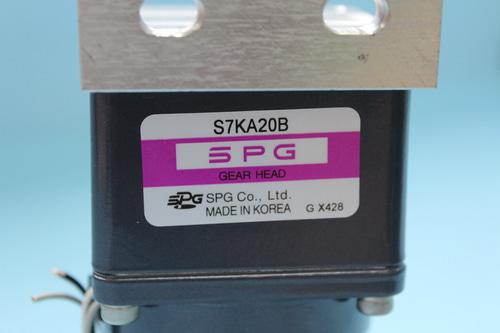 S7KA20B
SPG
GEAR HEAD
SPG SPG Co., Ltd.
MADE IN KOREA G X428